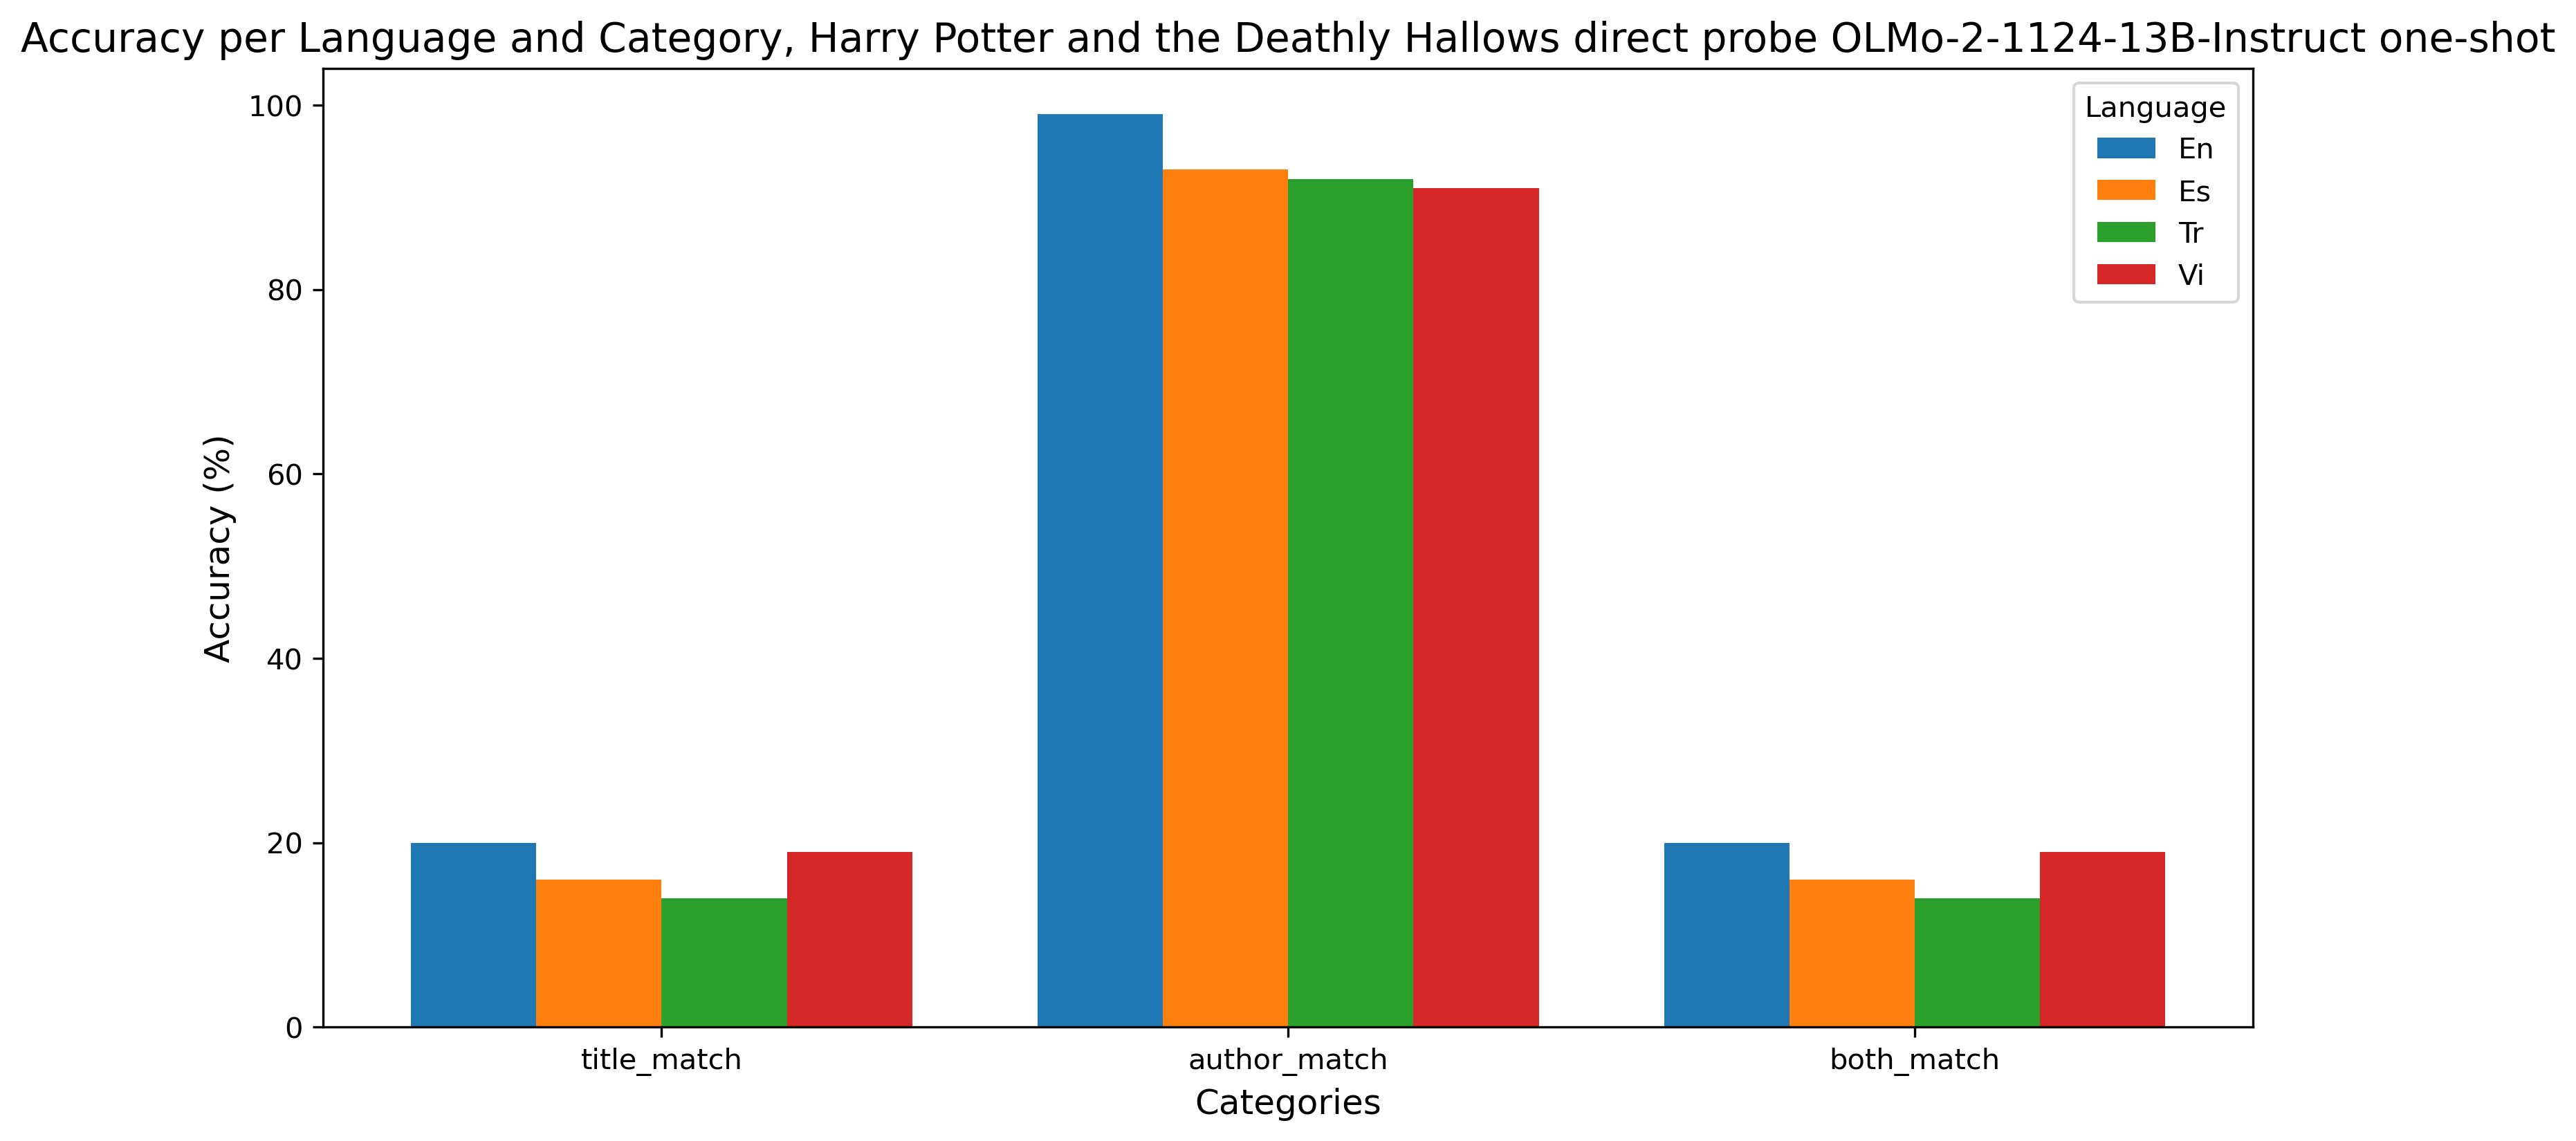 Accuracy per Language and Category, Harry Potter and the Deathly Hallows direct probe OLMo-2-1124-13B-Instruct one-shot
Language
En
Es
Tr
Vi
Accuracy (%)
100
80
60
40
20
0
title_match
author_match
both_match
Categories